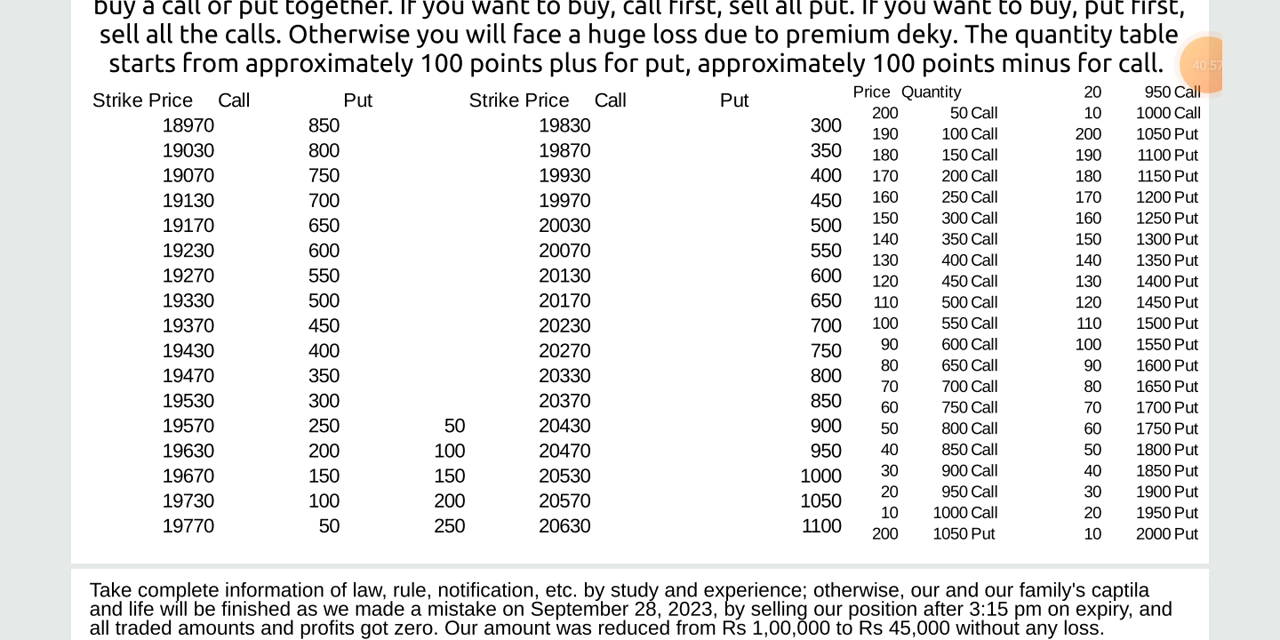 buy a call or put together. If you want to buy, call first, sell all put. If you want to buy, put first,
sell all the calls. Otherwise you will face a huge loss due to premium deky. The quantity table
starts from approximately 100 points plus for put, approximately 100 points minus for call.
40:57
Strike Price Call Put Strike Price Call Put
18970 850 19830 300
19030 800 19870 350
19070 750 19930 400
19130 700 19970 450
19170 650 20030 500
19230 600 20070 550
19270 550 20130 600
19330 500 20170 650
19370 450 20230 700
19430 400 20270 750
19470 350 20330 800
19530 300 20370 850
19570 250 50 20430 900
19630 200 100 20470 950
19670 150 150 20530 1000
19730 100 200 20570 1050
19770 50 250 20630 1100
Price Quantity 20 950 Call
200 50 Call 10 1000 Call
190 100 Call 200 1050 Put
180 150 Call 190 1100 Put
170 200 Call 180 1150 Put
160 250 Call 170 1200 Put
150 300 Call 160 1250 Put
140 350 Call 150 1300 Put
130 400 Call 140 1350 Put
120 450 Call 130 1400 Put
110 500 Call 120 1450 Put
100 550 Call 110 1500 Put
90 600 Call 100 1550 Put
80 650 Call 90 1600 Put
70 700 Call 80 1650 Put
60 750 Call 70 1700 Put
50 800 Call 60 1750 Put
40 850 Call 50 1800 Put
30 900 Call 40 1850 Put
20 950 Call 30 1900 Put
10 1000 Call 20 1950 Put
200 1050 Put 10 2000 Put
Take complete information of law, rule, notification, etc. by study and experience; otherwise, our and our family's captila
and life will be finished as we made a mistake on September 28, 2023, by selling our position after 3:15 pm on expiry, and
all traded amounts and profits got zero. Our amount was reduced from Rs 1,00,000 to Rs 45,000 without any loss.